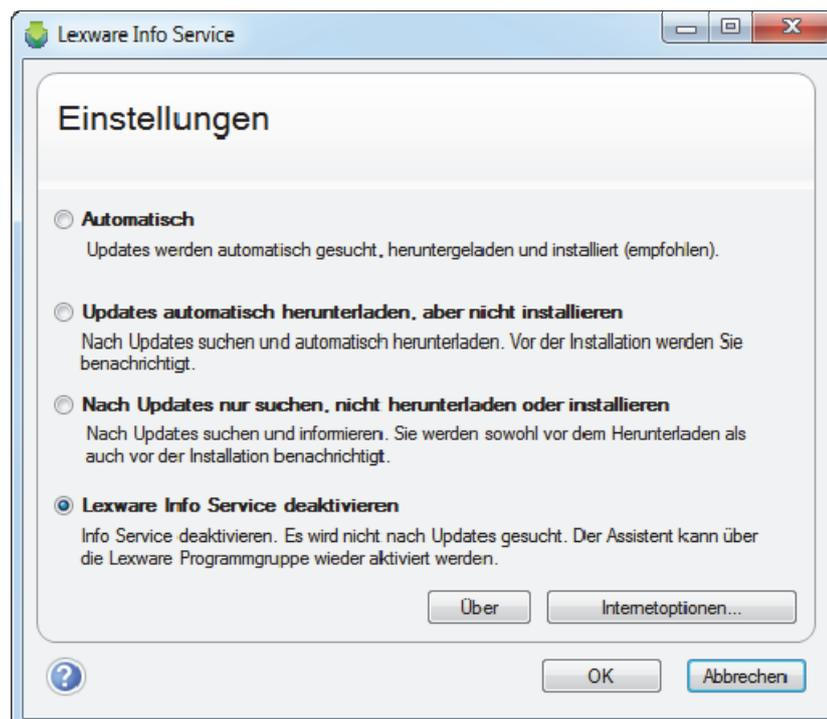 Lexware Info Service
Einstellungen
Automatisch
Updates werden automatisch gesucht, heruntergeladen und installiert (empfohlen).
Updates automatisch herunterladen, aber nicht installieren
Nach Updates suchen und automatisch herunterladen. Vor der Installation werden Sie
benachrichtigt.
Nach Updates nur suchen, nicht herunterladen oder installieren
Nach Updates suchen und informieren. Sie werden sowohl vor dem Herunterladen als
auch vor der Installation benachrichtigt.
Lexware Info Service deaktivieren
Info Service deaktivieren. Es wird nicht nach Updates gesucht. Der Assistent kann über
die Lexware Programmgruppe wieder aktiviert werden.
Über
Internetoptionen...
OK
Abbrechen